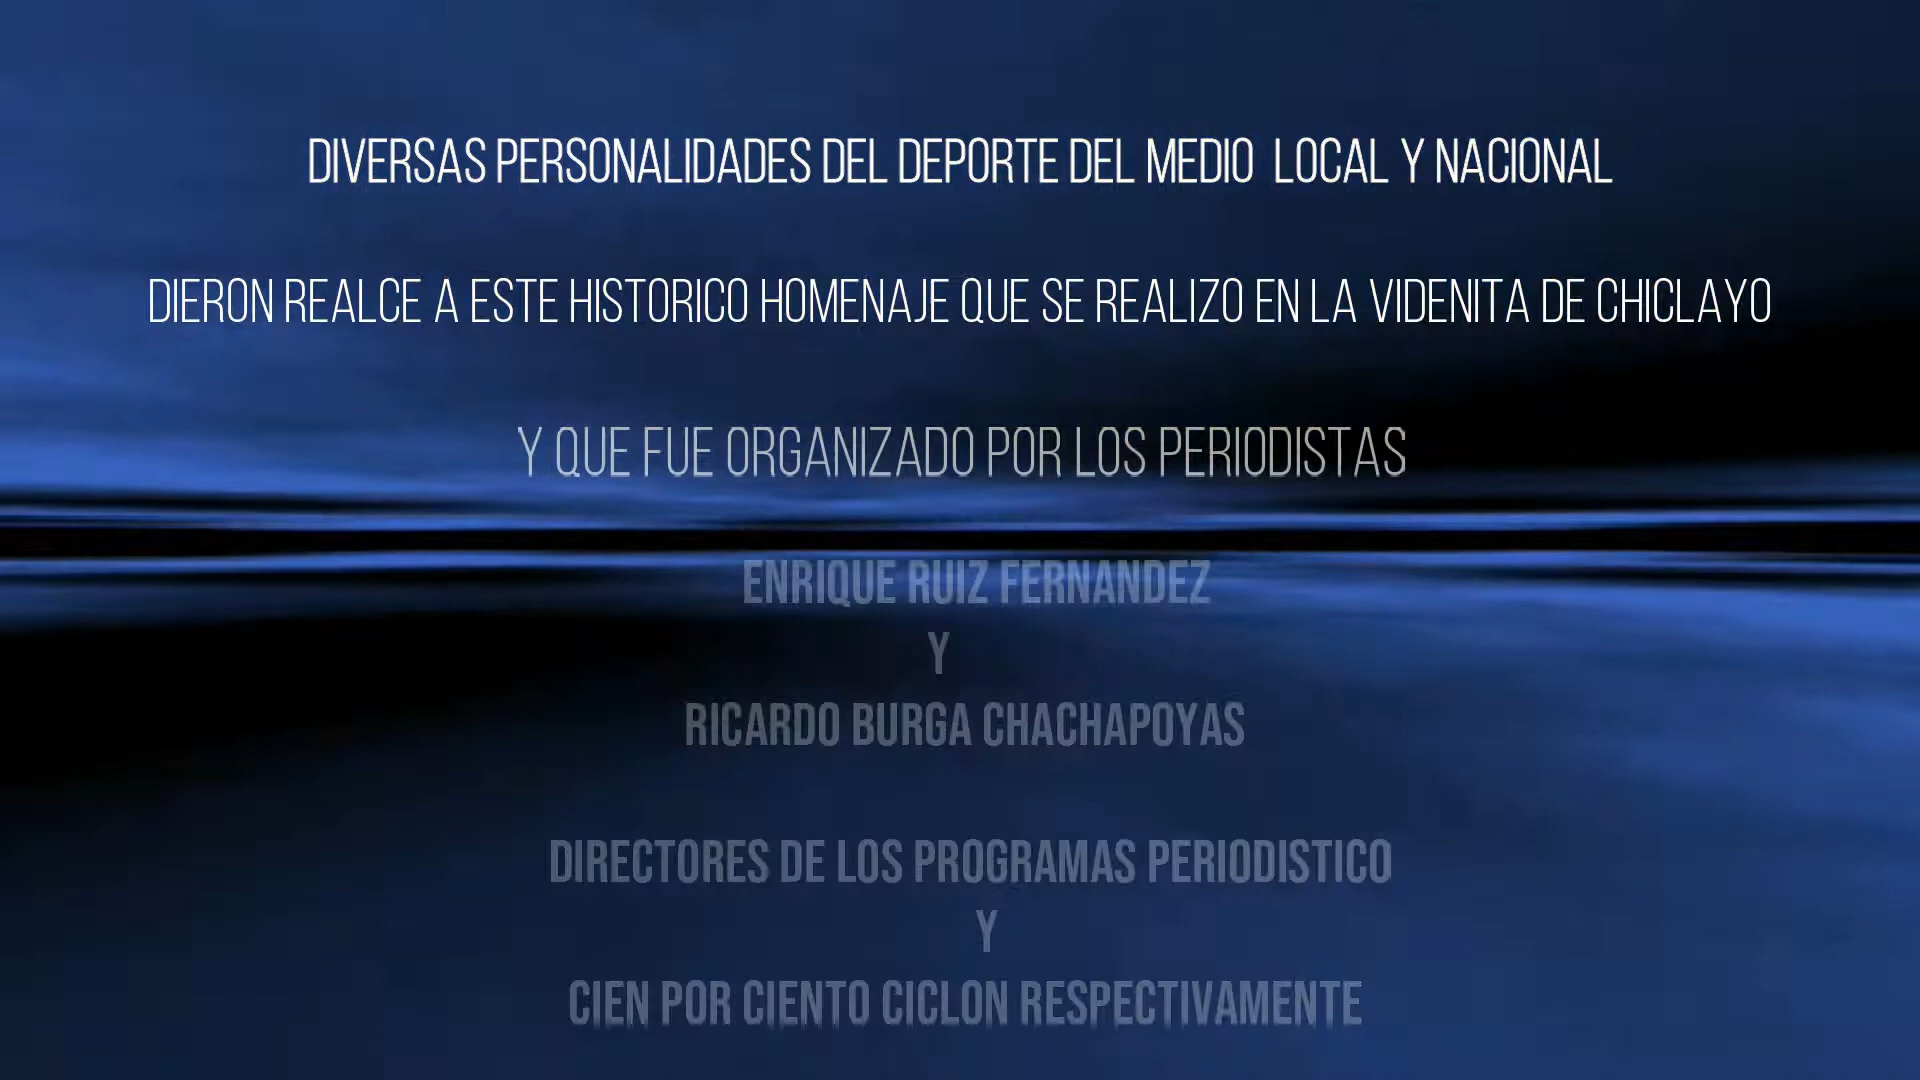 DIVERSAS PERSONALIDADES DEL DEPORTE DEL MEDIO LOCAL Y NACIONAL
DIERON REALCE A ESTE HISTORICO HOMENAJE QUE SE REALIZO EN LA VIDENITA DE CHICLAYO
Y QUE FUE ORGANIZADO POR LOS PERIODISTAS
ENRIQUE RUIZ FERNANDEZ
Y
RICARDO BURGA CHACHAPOYAS
DIRECTORES DE LOS PROGRAMAS PERIODISTICO
Y
CIEN POR CIENTO CICLON RESPECTIVAMENTE